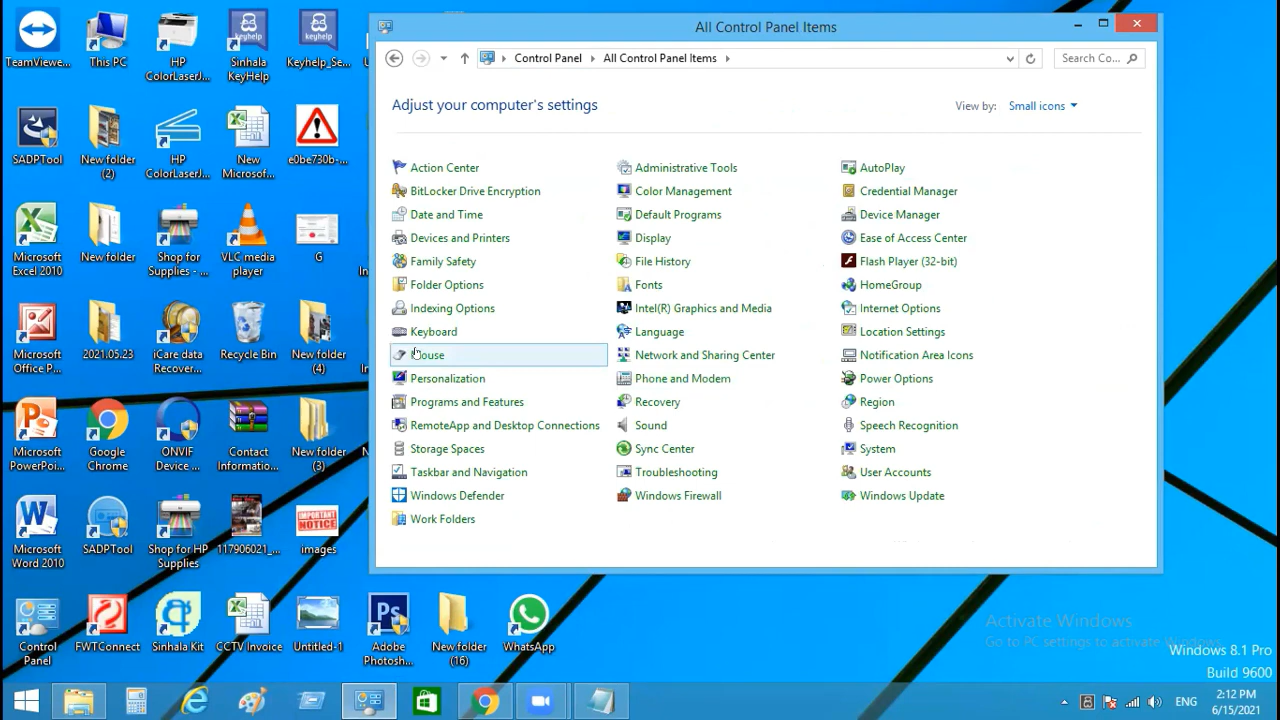 All Control Panel Items
Control Panel
All Control Panel Items
Search Co...
Adjust your computer's settings
View by:
Small icons
Action Center
Administrative Tools
AutoPlay
BitLocker Drive Encryption
Color Management
Credential Manager
Date and Time
Default Programs
Device Manager
Devices and Printers
Display
Ease of Access Center
Family Safety
File History
Flash Player (32-bit)
Folder Options
Fonts
HomeGroup
Indexing Options
Intel(R) Graphics and Media
Internet Options
Keyboard
Language
Location Settings
ouse
Network and Sharing Center
Notification Area Icons
Personalization
Phone and Modem
Power Options
Programs and Features
Recovery
Region
RemoteApp and Desktop Connections
Sound
Speech Recognition
Storage Spaces
Sync Center
System
Taskbar and Navigation
Troubleshooting
User Accounts
Windows Defender
Windows Firewall
Windows Update
Work Folders
TeamViewe...
This PC
HP
ColorLaserJ...
Sinhala
KeyHelp
Keyhelp_Se...
SADPTool
New folder
(2)
HP
ColorLaserJ...
New
Microsof...
e0be730b-...
Microsoft
Excel 2010
New folder
Shop for
Supplies - ...
VLC media
player
G
Microsoft
Office P...
2021.05.23
iCare data
Recover...
Recycle Bin
New folder
(4)
Microsoft
PowerPoi...
Google
Chrome
ONVIF
Device ...
Contact
Informatio...
New folder
(3)
Microsoft
Word 2010
SADPTool
Shop for HP
Supplies
117906021_...
IMPORTANT
NOTICE
images
Control
Panel
FWTConnect
Sinhala Kit
CCTV Invoice
Untitled-1
Adobe
Photosh...
New folder
(16)
WhatsApp
Activate Windows
Go to PC settings to activate Windows.
Windows 8.1 Pro
Build 9600
ENG
2:12 PM
6/15/2021